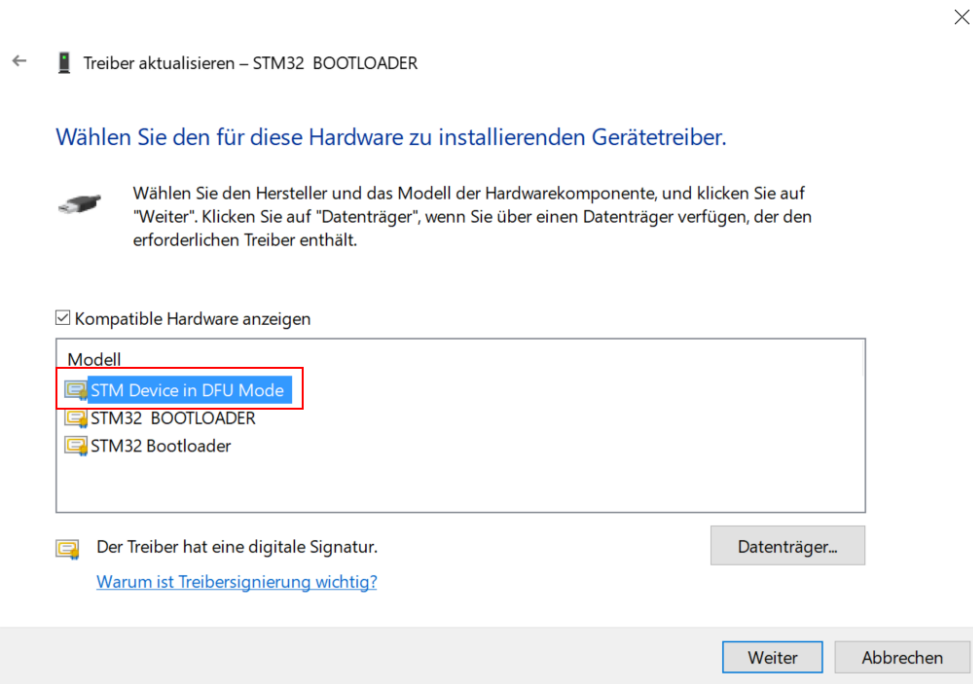 Treiber aktualisieren – STM32  BOOTLOADER
Wählen Sie den für diese Hardware zu installierenden Gerätetreiber.
Wählen Sie den Hersteller und das Modell der Hardwarekomponente, und klicken Sie auf
"Weiter". Klicken Sie auf "Datenträger", wenn Sie über einen Datenträger verfügen, der den
erforderlichen Treiber enthält.
Kompatible Hardware anzeigen
Modell
STM Device in DFU Mode
STM32  BOOTLOADER
STM32 Bootloader
Der Treiber hat eine digitale Signatur.
Datenträger...
Warum ist Treibersignierung wichtig?
Weiter
Abbrechen